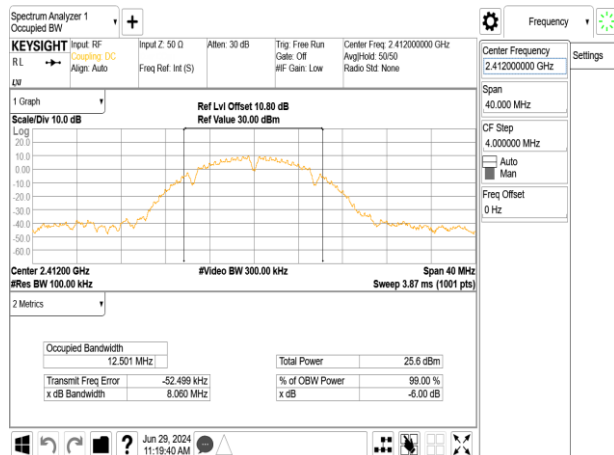 Spectrum Analyzer 1
Occupied BW
▼
+
Frequency
▼
KEYSIGHT
RL
LXI
Input: RF
Coupling: DC
Align: Auto
Input Z: 50 Ω
Freq Ref: Int (S)
Atten: 30 dB
Trig: Free Run
Gate: Off
#IF Gain: Low
Center Freq: 2.412000000 GHz
Avg|Hold: 50/50
Radio Std: None
Center Frequency
2.412000000 GHz
Settings
Span
40.000 MHz
CF Step
4.000000 MHz
Auto
Man
Freq Offset
0 Hz
1 Graph
▼
Scale/Div 10.0 dB
Ref Lvl Offset 10.80 dB
Ref Value 30.00 dBm
Log
20.0
10.0
0.00
-10.0
-20.0
-30.0
-40.0
-50.0
-60.0
Center 2.41200 GHz
#Video BW 300.00 kHz
Span 40 MHz
#Res BW 100.00 kHz
Sweep 3.87 ms (1001 pts)
2 Metrics
▼
Occupied Bandwidth
12.501 MHz
Total Power 25.6 dBm
Transmit Freq Error -52.499 kHz
% of OBW Power 99.00 %
x dB Bandwidth 8.060 MHz
x dB -6.00 dB
?
Jun 29, 2024
11:19:40 AM